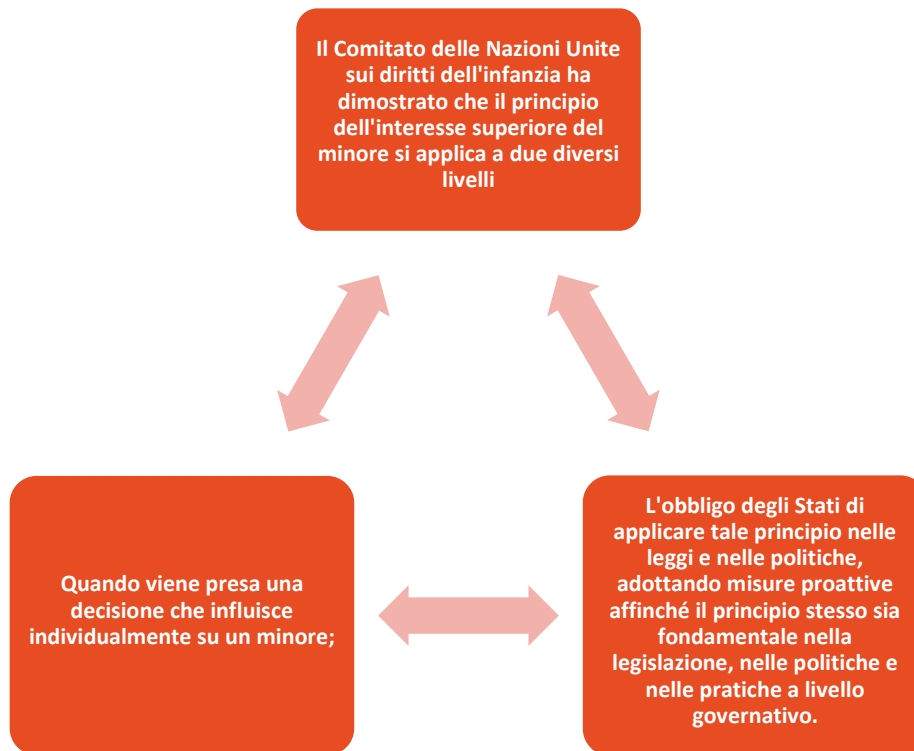 Il Comitato delle Nazioni Unite
sui diritti dell'infanzia ha
dimostrato che il principio
dell'interesse superiore del
minore si applica a due diversi
livelli
Quando viene presa una
decisione che influisce
individualmente su un minore;
L'obbligo degli Stati di
applicare tale principio nelle
leggi e nelle politiche,
adottando misure proattive
affinché il principio stesso sia
fondamentale nella
legislazione, nelle politiche e
nelle pratiche a livello
governativo.